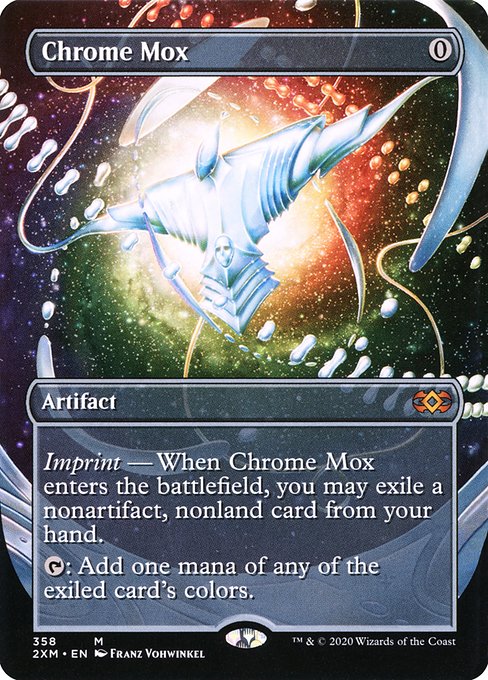 Chrome Mox 0
Artifact
Imprint — When Chrome Mox
enters the battlefield, you may exile a
nonartifact, nonland card from your
hand.
: Add one mana of any of the
exiled card's colors.
358 M
2XM • EN Franz Vohwinkel
™ & © 2020 Wizards of the Coast